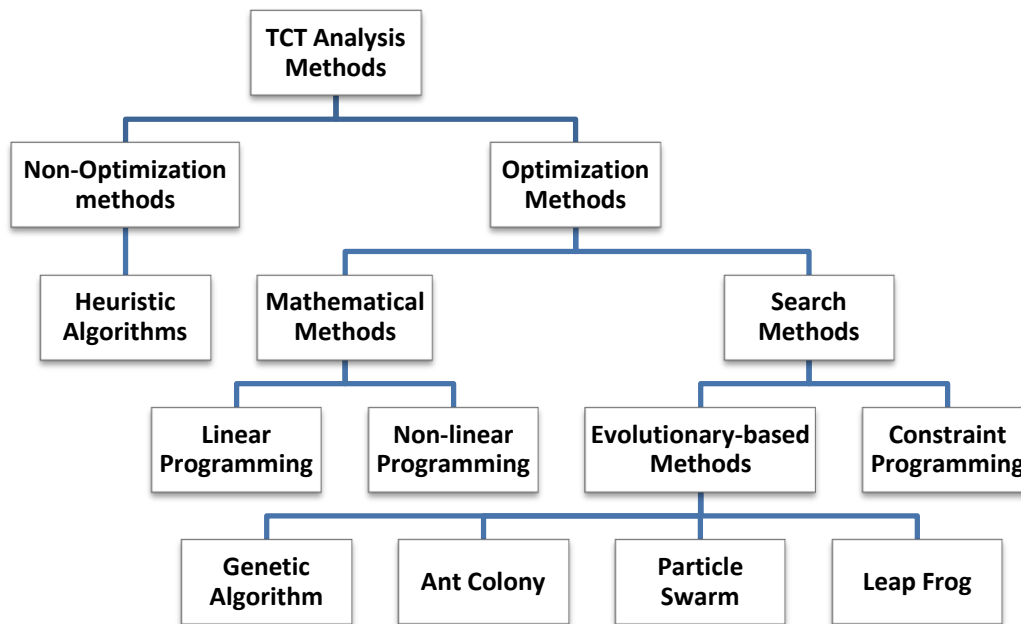 TCT Analysis
Methods
Non-Optimization
methods
Optimization
Methods
Heuristic
Algorithms
Mathematical
Methods
Search
Methods
Linear
Programming
Non-linear
Programming
Evolutionary-based
Methods
Constraint
Programming
Genetic
Algorithm
Ant Colony
Particle
Swarm
Leap Frog